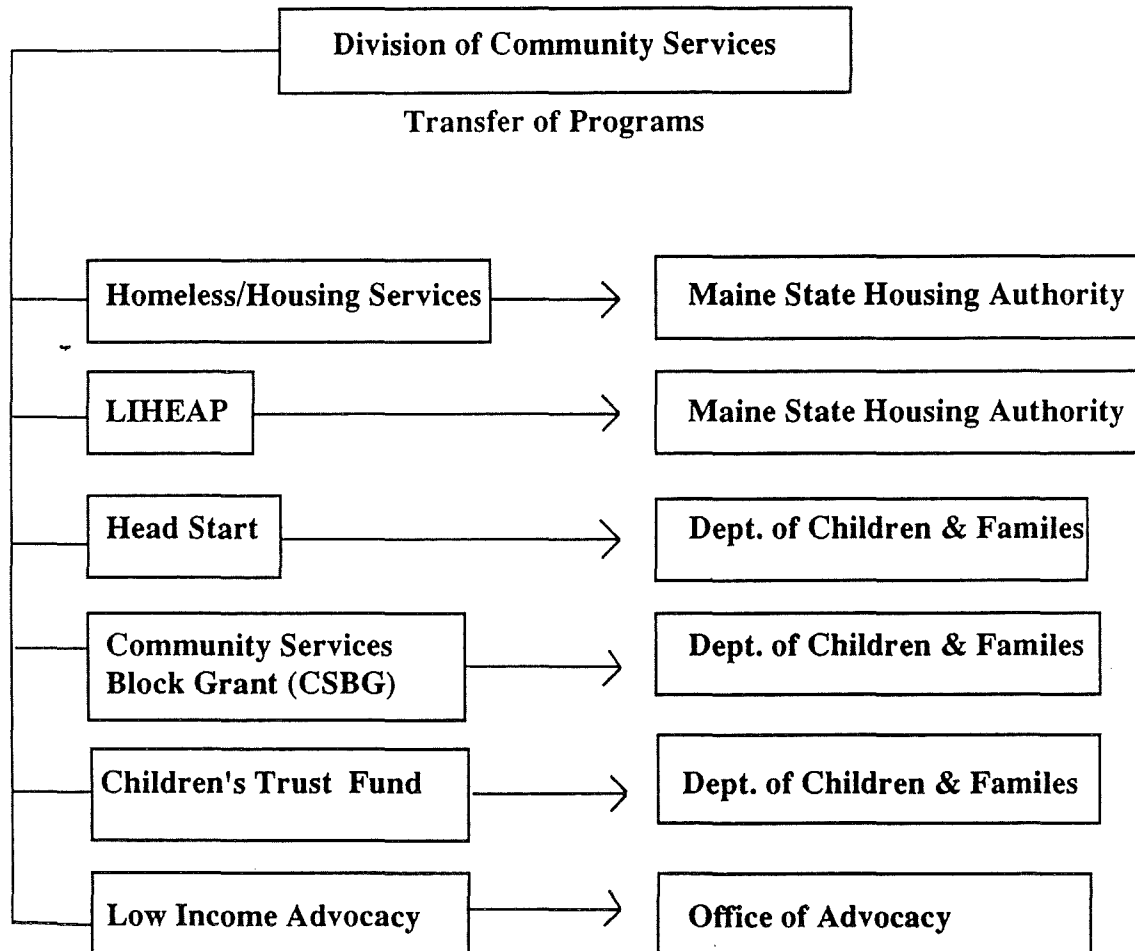 Division of Community Services
Transfer of Programs
Homeless/Housing Services
Maine State Housing Authority
LIHEAP
Maine State Housing Authority
Head Start
Dept. of Children & Familes
Community Services
Block Grant (CSBG)
Dept. of Children & Familes
Children's Trust Fund
Dept. of Children & Familes
Low Income Advocacy
Office of Advocacy